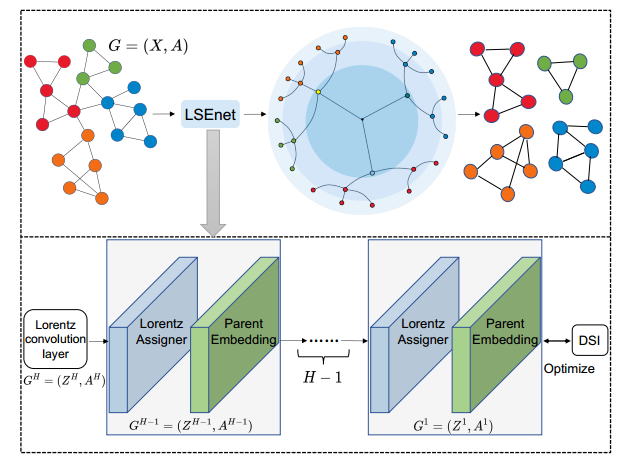 G = (X, A)
LSEnet
Lorentz
convolution
layer
G^H = (Z^H, A^H)
Lorentz
Assigner
Parent
Embedding
G^{H-1} = (Z^{H-1}, A^{H-1})
......
H − 1
Lorentz
Assigner
Parent
Embedding
G^1 = (Z^1, A^1)
DSI
Optimize